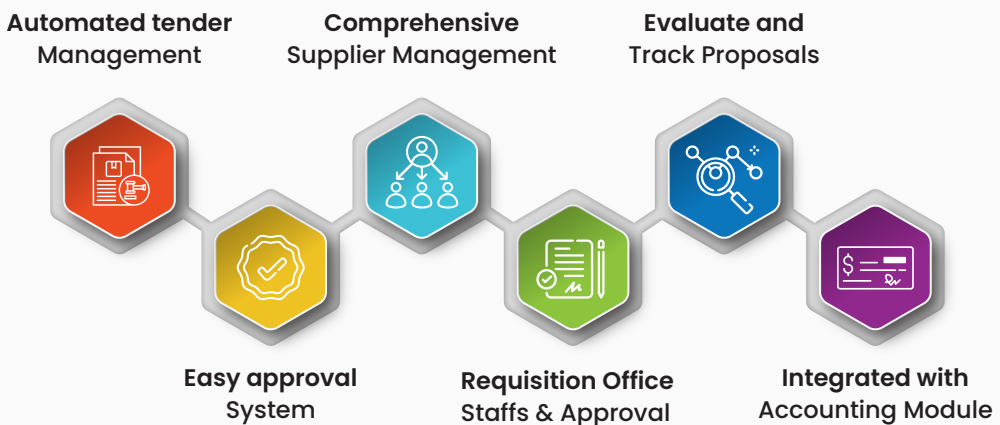 Automated tender
Management
Comprehensive
Supplier Management
Evaluate and
Track Proposals
$
Easy approval
System
Requisition Office
Staffs & Approval
Integrated with
Accounting Module